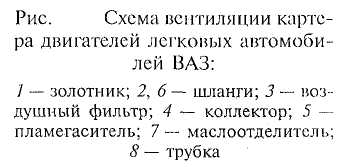 Рис. Схема вентиляции карте-
ра двигателей легковых автомоби-
лей ВАЗ:
1 — золотник; 2, 6 — шланги; 3 — воз-
душный фильтр; 4 — коллектор; 5 —
пламегаситель; 7 — маслоотделитель;
8 — трубка